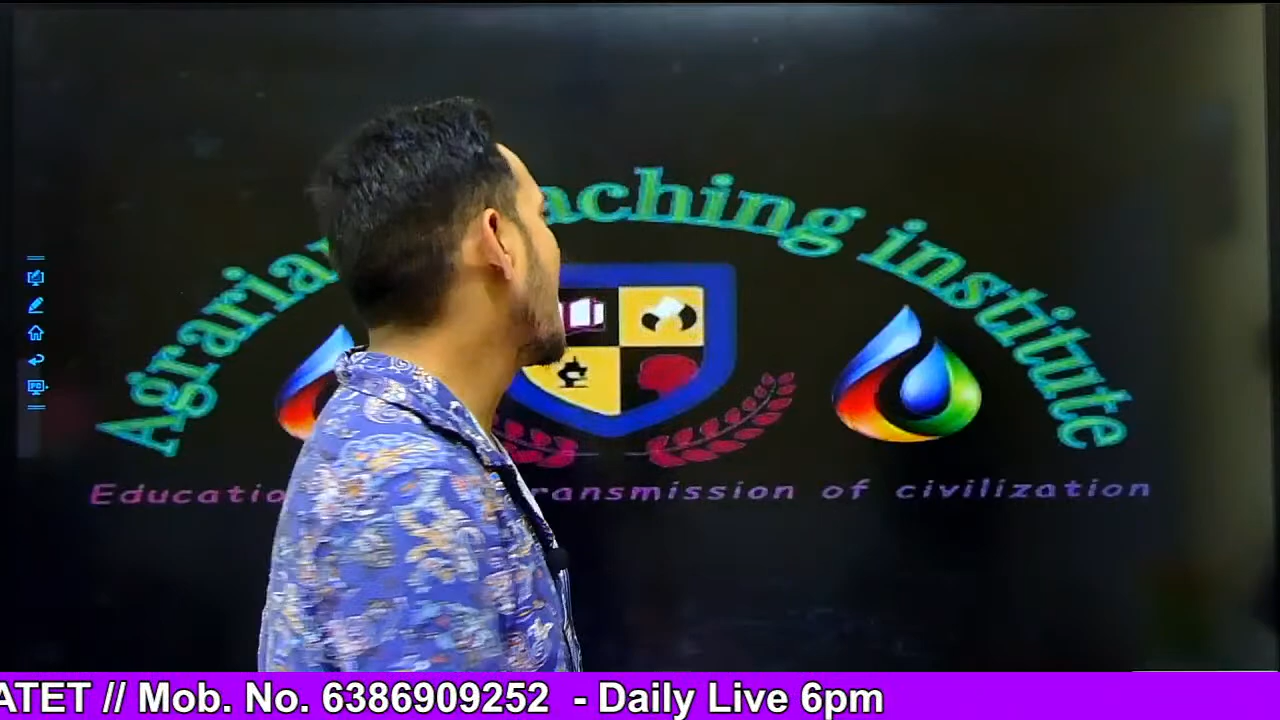 Agraria aching institute
Educatio ransmission of civilization
ATET // Mob. No. 6386909252 - Daily Live 6pm